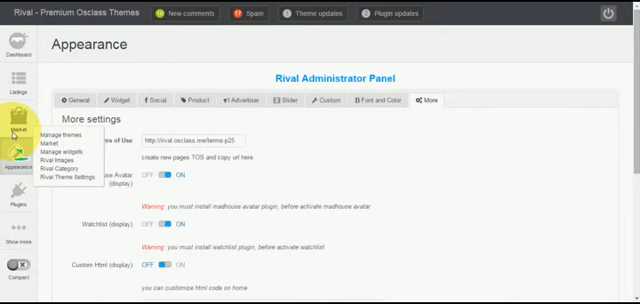 Rival - Premium Osclass Themes
10 New comments
17 Spam
1 Theme updates
2 Plugin updates
Dashboard
Listings
Market
Appearance
Plugins
Show more
Compact
Manage themes
Market
Manage widgets
Rival Images
Rival Category
Rival Theme Settings
Appearance
Rival Administrator Panel
General
Widget
Social
Product
Advertiser
Slider
Custom
Font and Color
More
More settings
of Use
http://rival.osclass.me/terms-p25
create new pages TOS and copy url here
use Avatar
(display)
OFF ON
Warning: you must install madhouse avatar plugin, before activate madhouse avatar
Watchlist (display)
OFF ON
Warning: you must install watchlist plugin, before activate watchlist
Custom Html (display)
OFF ON
you can customize html code on home